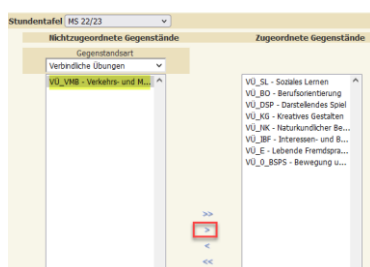 Stundentafel MS 22/23
Nichtzugeordnete Gegenstände
Zugeordnete Gegenstände
Gegenstandsart
Verbindliche Übungen
VÜ_VMB - Verkehrs- und M...
VÜ_SL - Soziales Lernen
VÜ_BO - Berufsorientierung
VÜ_DSP - Darstellendes Spiel
VÜ_KG - Kreatives Gestalten
VÜ_NK - Naturkundlicher Be...
VÜ_IBF - Interessen- und B...
VÜ_E - Lebende Fremdspra...
VÜ_0_BSPS - Bewegung u...
>>
>
<
<<